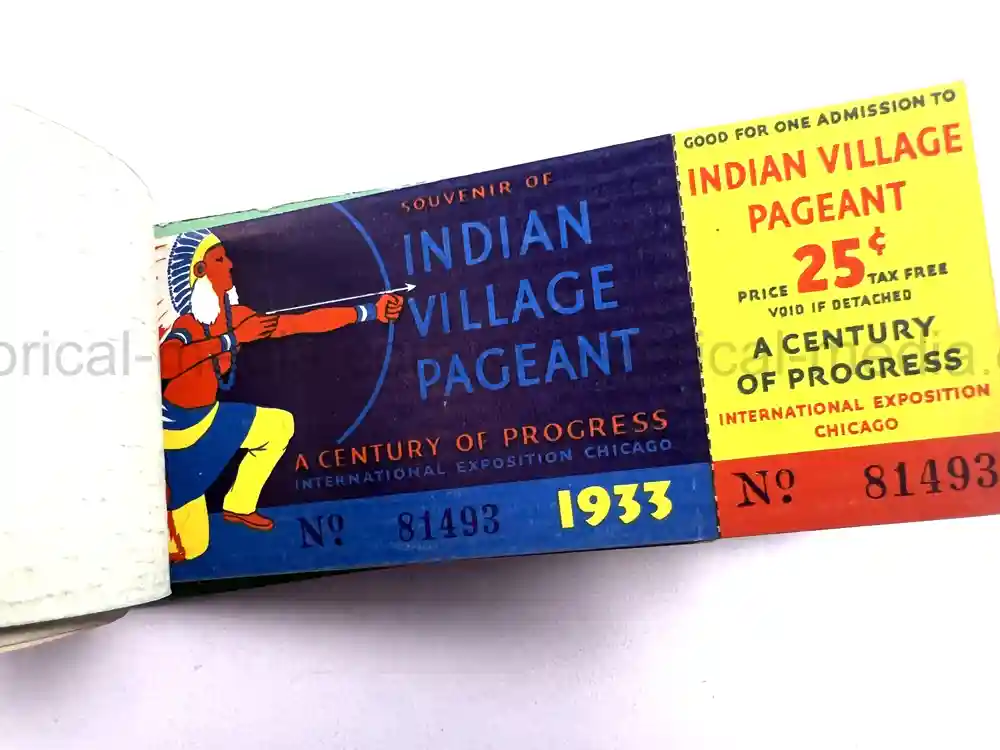 SOUVENIR OF
INDIAN
VILLAGE
PAGEANT
A CENTURY OF PROGRESS
INTERNATIONAL EXPOSITION CHICAGO
Nº 81493 1933
GOOD FOR ONE ADMISSION TO
INDIAN VILLAGE
PAGEANT
PRICE 25¢ TAX FREE
VOID IF DETACHED
A CENTURY
OF PROGRESS
INTERNATIONAL EXPOSITION
CHICAGO
Nº 81493